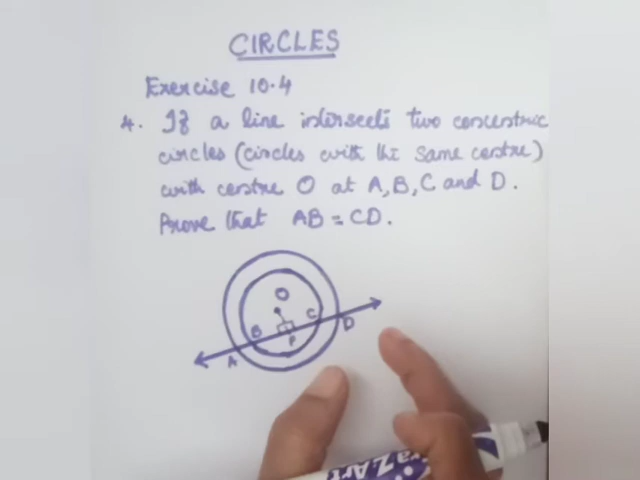 CIRCLES
Exercise 10.4
4. If a line intersects two concentric
circles (circles with the same centre)
with centre O at A, B, C and D.
Prove that AB = CD.
O
C
D
B
P
A